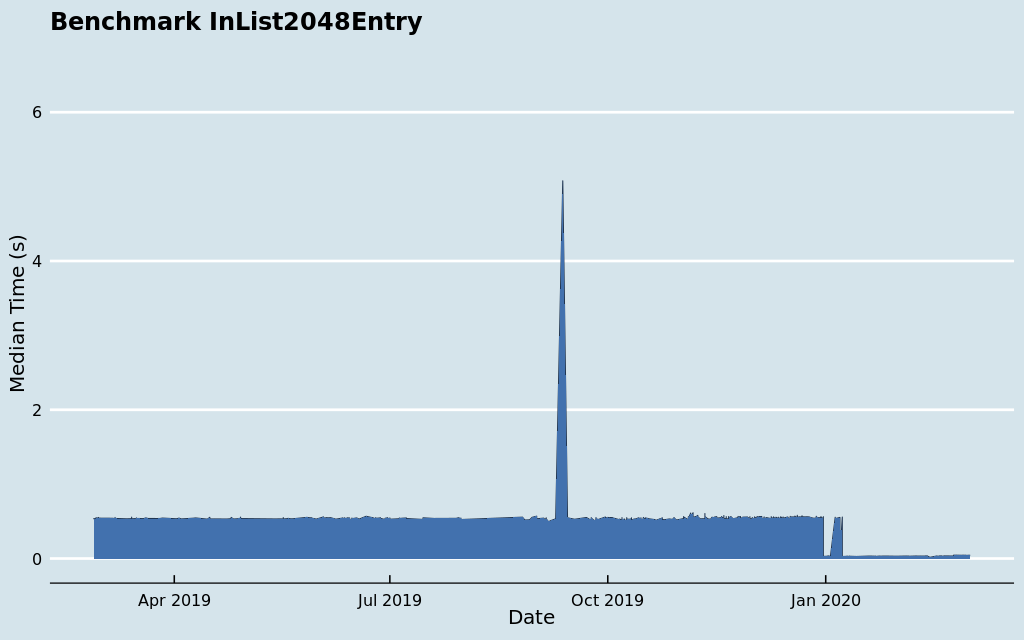 Benchmark InList2048Entry
Median Time (s)
6
4
2
0
Apr 2019
Jul 2019
Oct 2019
Jan 2020
Date